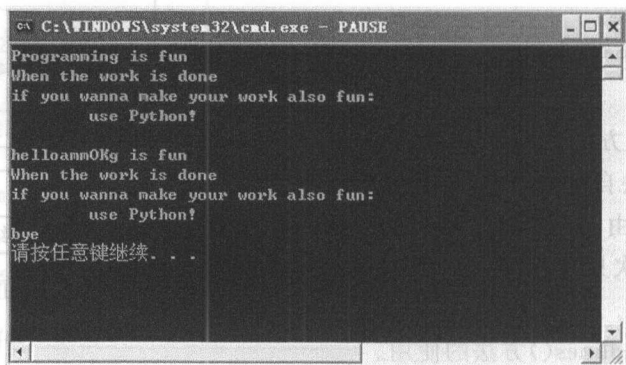 C:\WINDOWS\system32\cmd.exe - PAUSE
Programming is fun
When the work is done
if you wanna make your work also fun:
use Python!
helloammOKg is fun
When the work is done
if you wanna make your work also fun:
use Python!
bye
请按任意键继续. . .